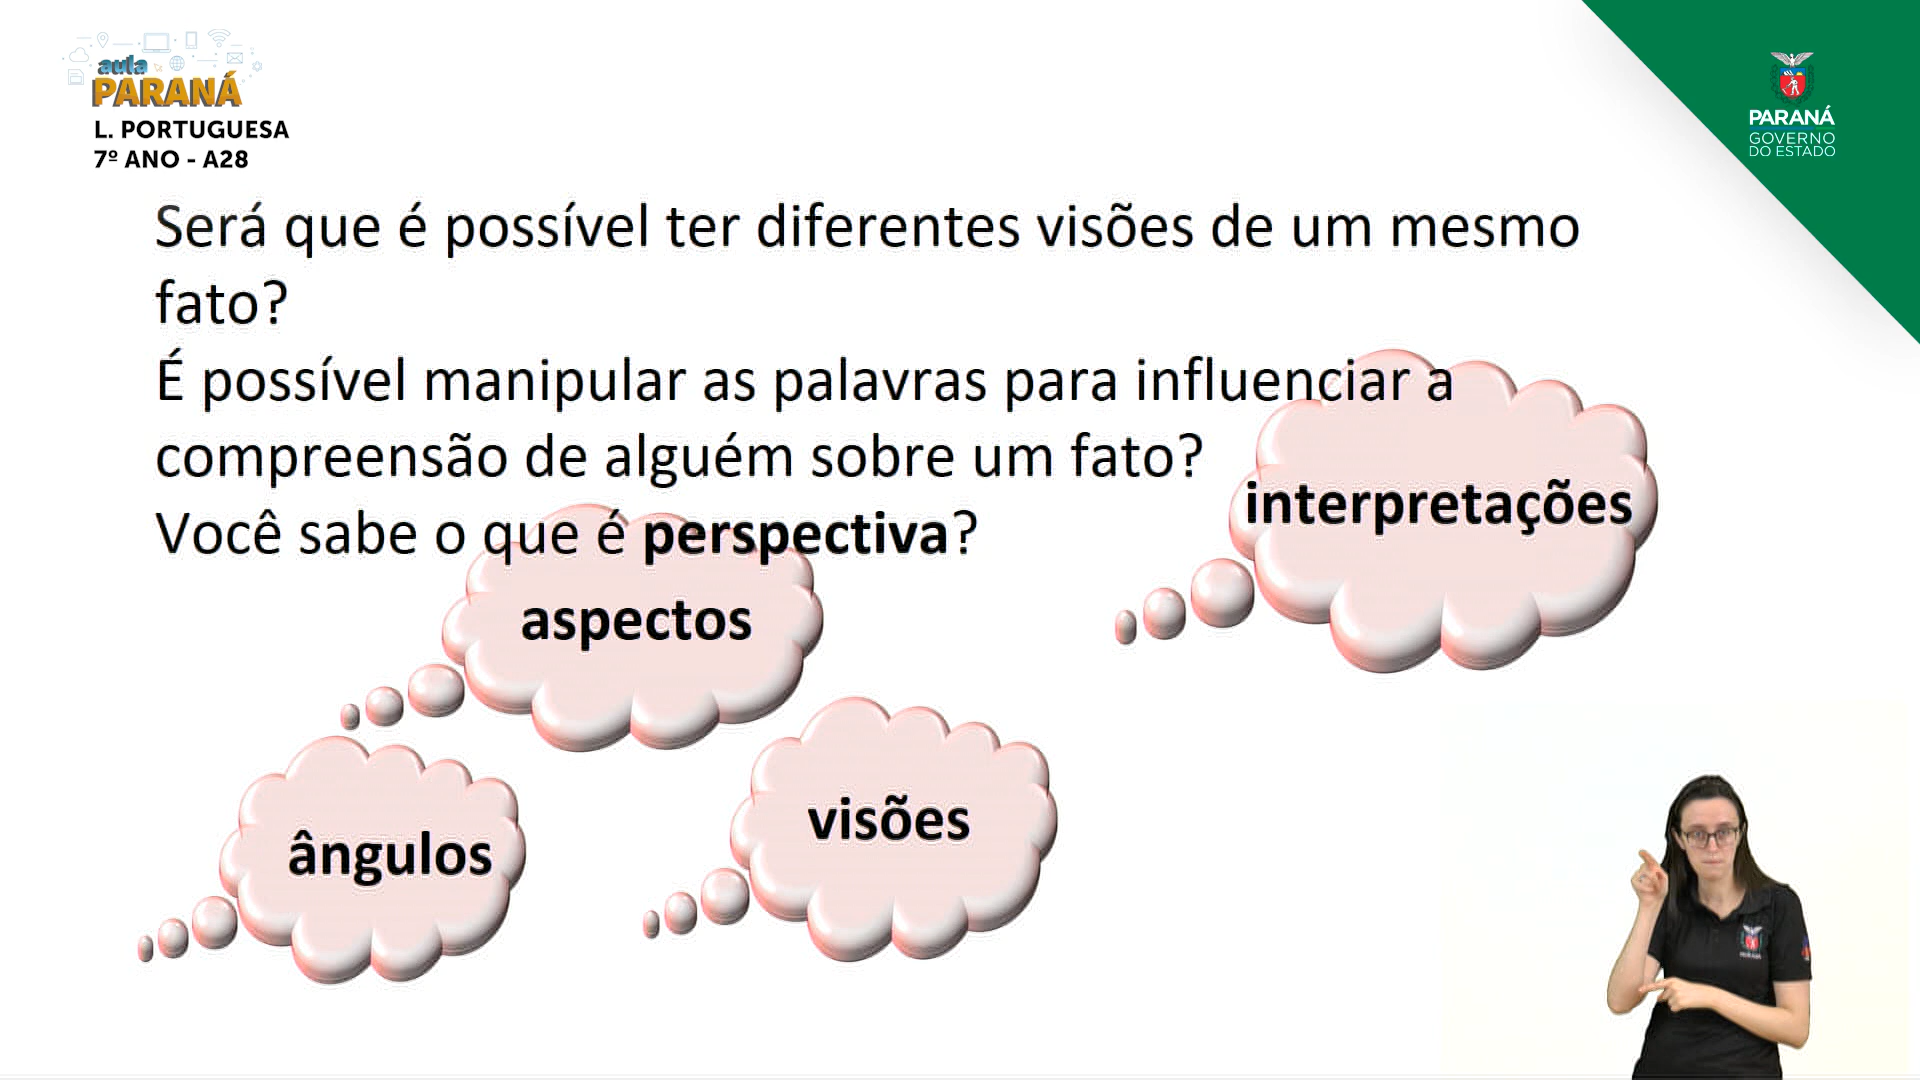 aula
PARANÁ
L. PORTUGUESA
7º ANO - A28
PARANÁ
GOVERNO
DO ESTADO
Será que é possível ter diferentes visões de um mesmo
fato?
É possível manipular as palavras para influenciar a
compreensão de alguém sobre um fato?
Você sabe o que é perspectiva?
interpretações
aspectos
visões
ângulos